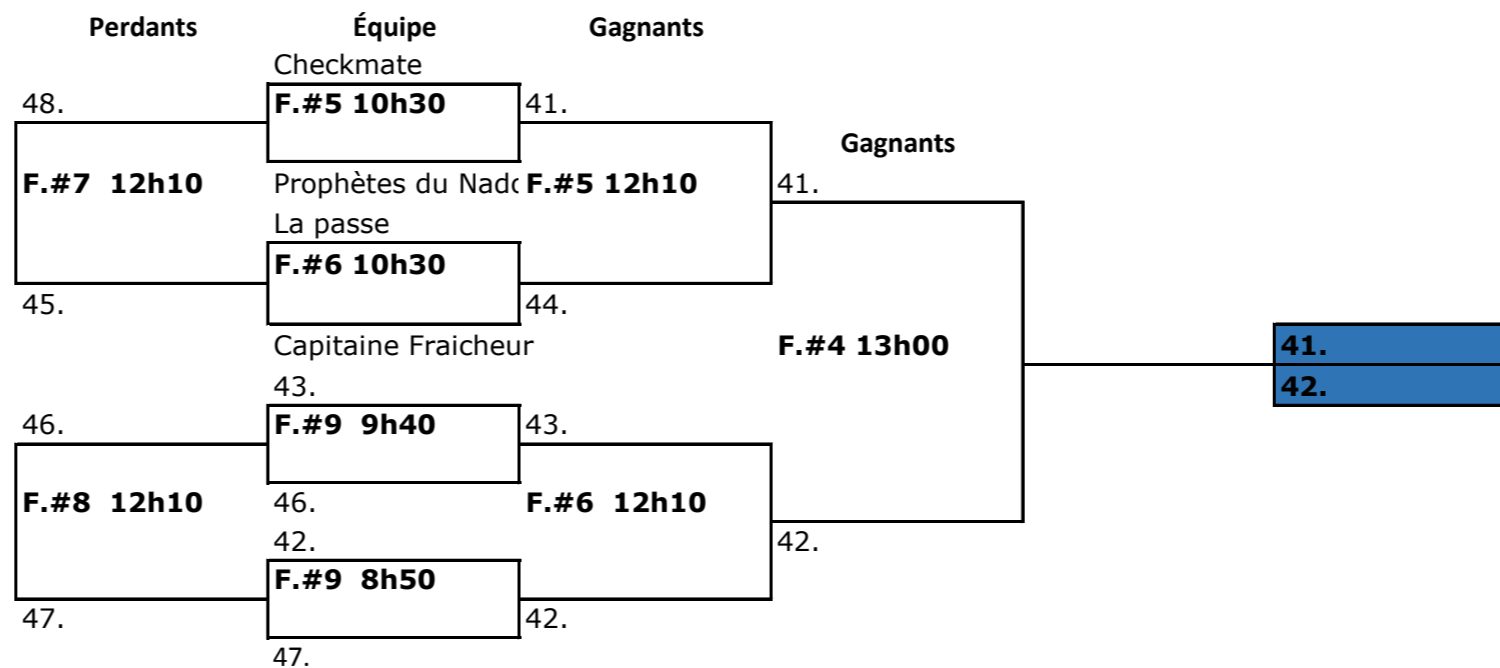 Perdants Équipe Gagnants
Checkmate
48. F.#5 10h30 41.
Gagnants
F.#7 12h10 Prophètes du Nado F.#5 12h10 41.
La passe
F.#6 10h30
45. 44.
Capitaine Fraicheur F.#4 13h00 41.
43. 42.
46. F.#9 9h40 43.
F.#8 12h10 46. F.#6 12h10
42. 42.
F.#9 8h50
47. 42.
47.